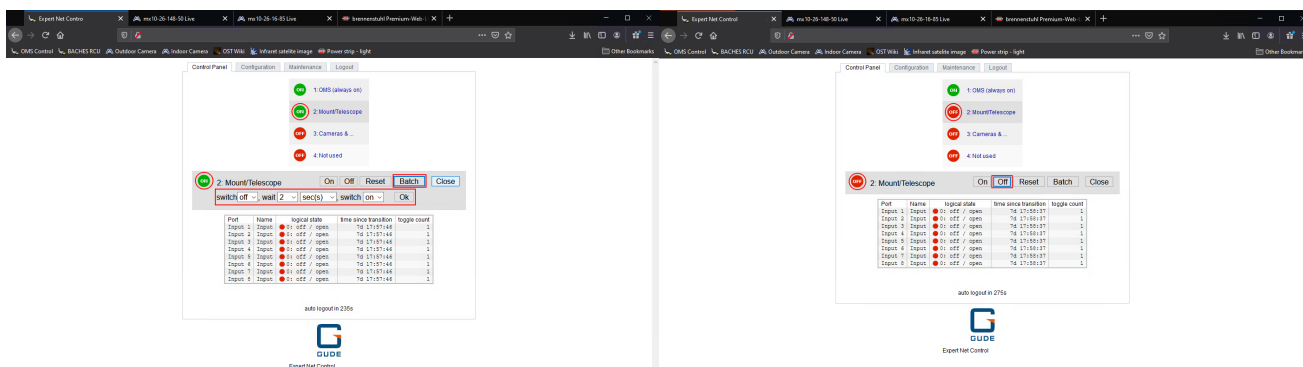 Expert Net Contro
mx10-26-148-50 Live
mx10-26-16-85 Live
brennenstuhl Premium-Web-
OMS Control
BACHES RCU
Outdoor Camera
Indoor Camera
OST Wiki
Infraret satelite image
Power strip - light
Other Bookmarks
Control Panel
Configuration
Maintenance
Logout
ON 1: OMS (always on)
ON 2: Mount/Telescope
OFF 3: Cameras & ...
OFF 4: Not used
OFF 2: Mount/Telescope On Off Reset Batch Close
switch off , wait 2 sec(s) , switch on Ok
Port Name logical state time since transition toggle count
Input 1 Input 0: off / open 7d 17:57:46 1
Input 2 Input 0: off / open 7d 17:57:46 1
Input 3 Input 0: off / open 7d 17:57:46 1
Input 4 Input 0: off / open 7d 17:57:46 1
Input 5 Input 0: off / open 7d 17:57:46 1
Input 6 Input 0: off / open 7d 17:57:46 1
Input 7 Input 0: off / open 7d 17:57:46 1
Input 8 Input 0: off / open 7d 17:57:46 1
auto logout in 235s
GUDE
Expert Net Control
Expert Net Control
mx10-26-148-50 Live
mx10-26-16-85 Live
brennenstuhl Premium-Web-
OMS Control
BACHES RCU
Outdoor Camera
Indoor Camera
OST Wiki
Infraret satelite image
Power strip - light
Other Bookmar
Control Panel
Configuration
Maintenance
Logout
ON 1: OMS (always on)
OFF 2: Mount/Telescope
OFF 3: Cameras & ...
OFF 4: Not used
OFF 2: Mount/Telescope On Off Reset Batch Close
Port Name logical state time since transition toggle count
Input 1 Input 0: off / open 7d 17:58:37 1
Input 2 Input 0: off / open 7d 17:58:37 1
Input 3 Input 0: off / open 7d 17:58:37 1
Input 4 Input 0: off / open 7d 17:58:37 1
Input 5 Input 0: off / open 7d 17:58:37 1
Input 6 Input 0: off / open 7d 17:58:37 1
Input 7 Input 0: off / open 7d 17:58:37 1
Input 8 Input 0: off / open 7d 17:58:37 1
auto logout in 275s
GUDE
Expert Net Control